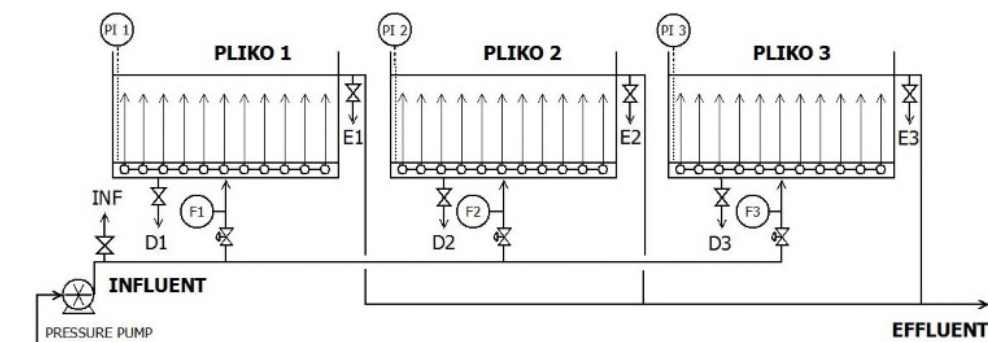 PI 1
PI 2
PI 3
PLIKO 1
PLIKO 2
PLIKO 3
E1
E2
E3
INF
F1
F2
F3
D1
D2
D3
INFLUENT
PRESSURE PUMP
EFFLUENT